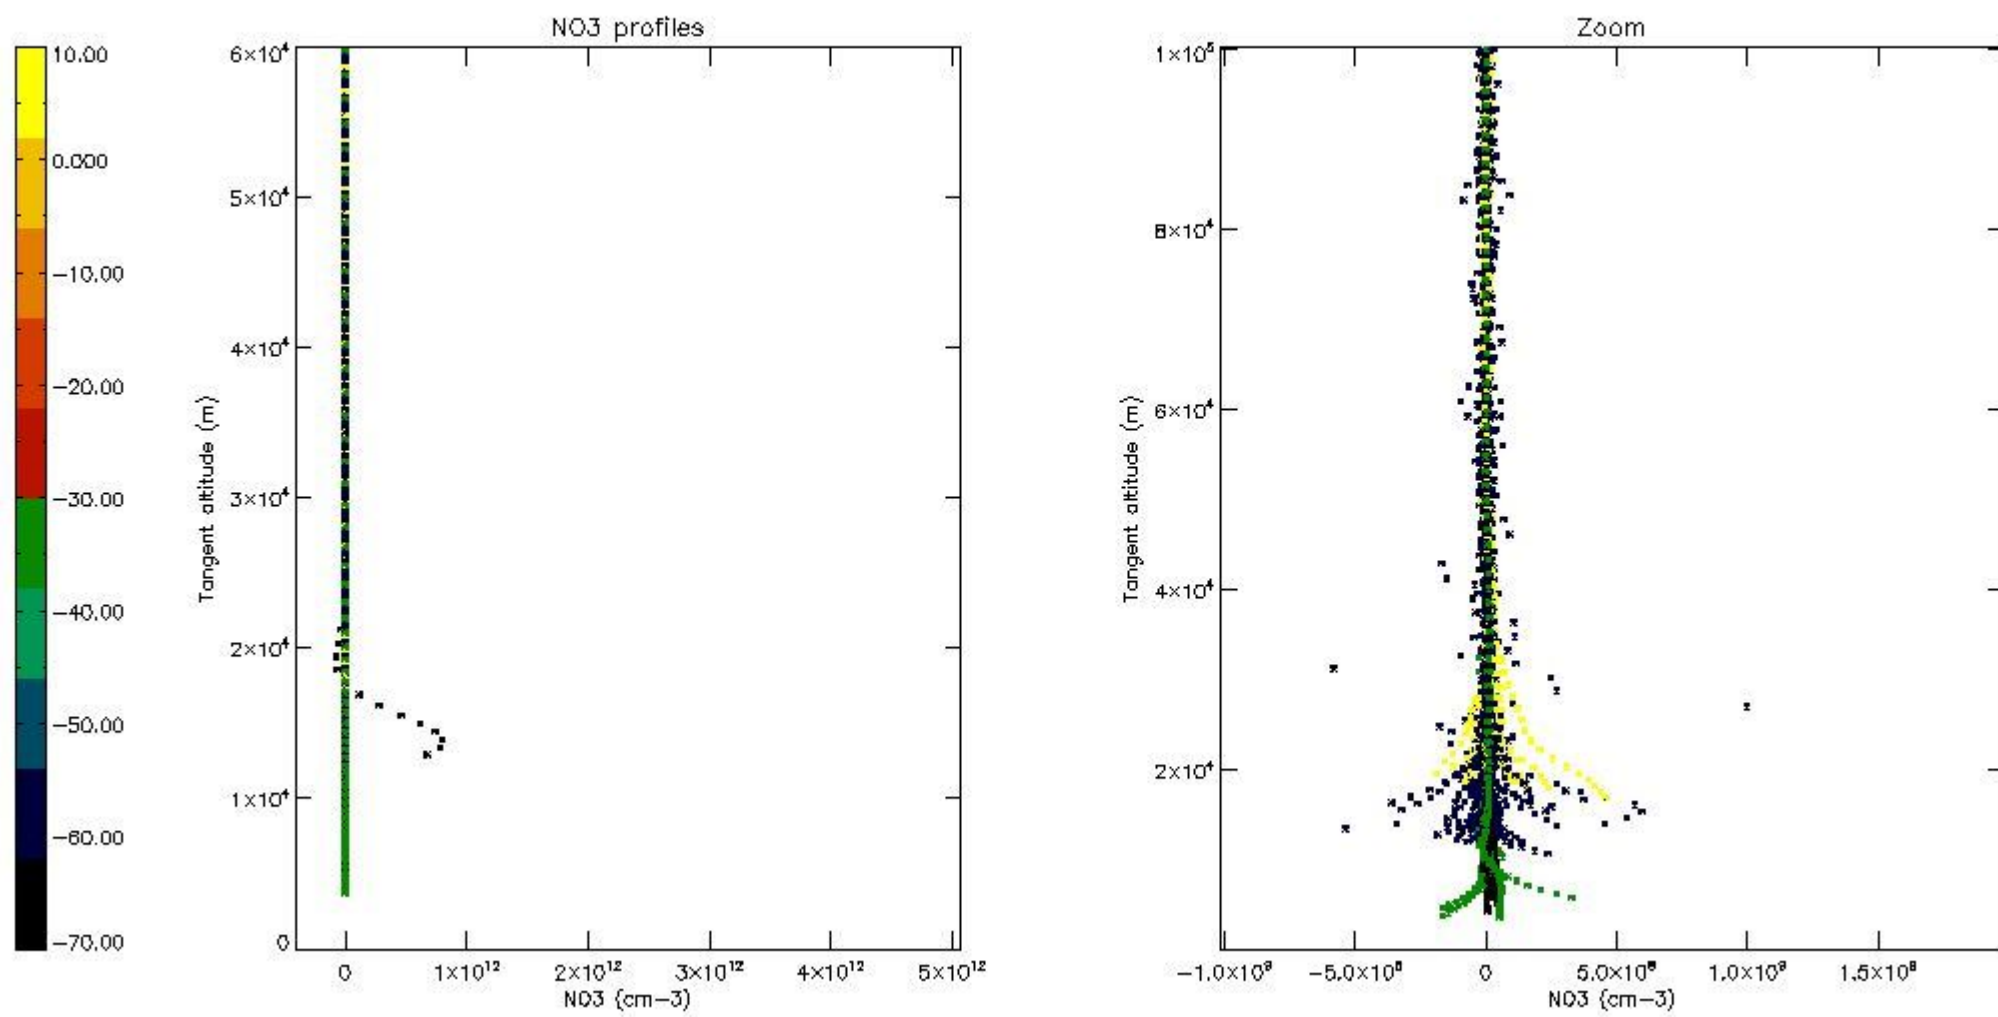 NO3 profiles
10.00
0.000
−10.00
−20.00
−30.00
−40.00
−50.00
−60.00
−70.00
Tangent altitude (m)
6×10⁴
5×10⁴
4×10⁴
3×10⁴
2×10⁴
1×10⁴
0
0 1×10¹² 2×10¹² 3×10¹² 4×10¹² 5×10¹²
NO3 (cm−3)
Zoom
Tangent altitude (m)
1×10⁵
8×10⁴
6×10⁴
4×10⁴
2×10⁴
−1.0×10⁹ −5.0×10⁸ 0 5.0×10⁸ 1.0×10⁹ 1.5×10⁹
NO3 (cm−3)